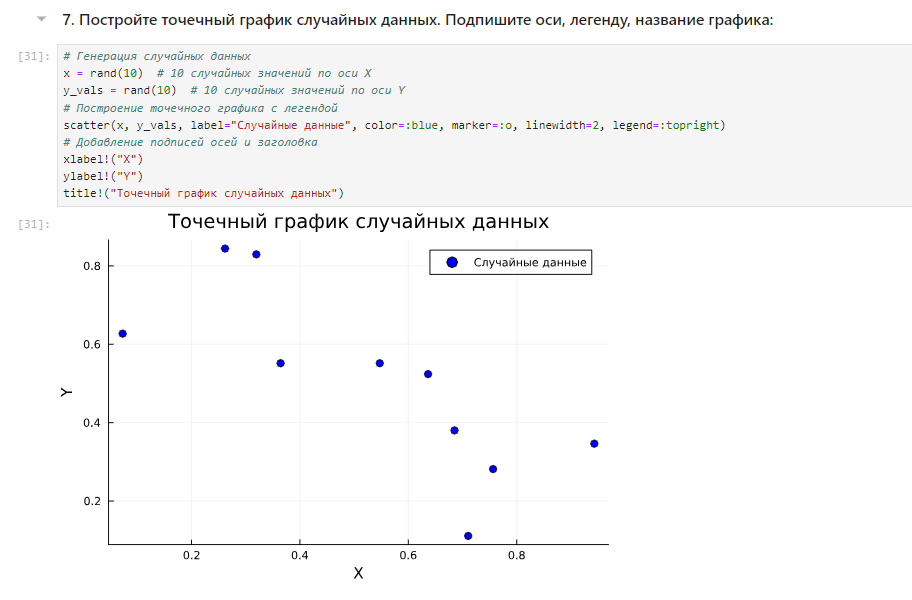 7. Постройте точечный график случайных данных. Подпишите оси, легенду, название графика:
[31]:
# Генерация случайных данных
x = rand(10)  # 10 случайных значений по оси X
y_vals = rand(10)  # 10 случайных значений по оси Y
# Построение точечного графика с легендой
scatter(x, y_vals, label="Случайные данные", color=:blue, marker=:o, linewidth=2, legend=:topright)
# Добавление подписей осей и заголовка
xlabel!("X")
ylabel!("Y")
title!("Точечный график случайных данных")
[31]:
Точечный график случайных данных
Случайные данные
0.8
0.6
Y
0.4
0.2
0.2 0.4 0.6 0.8
X